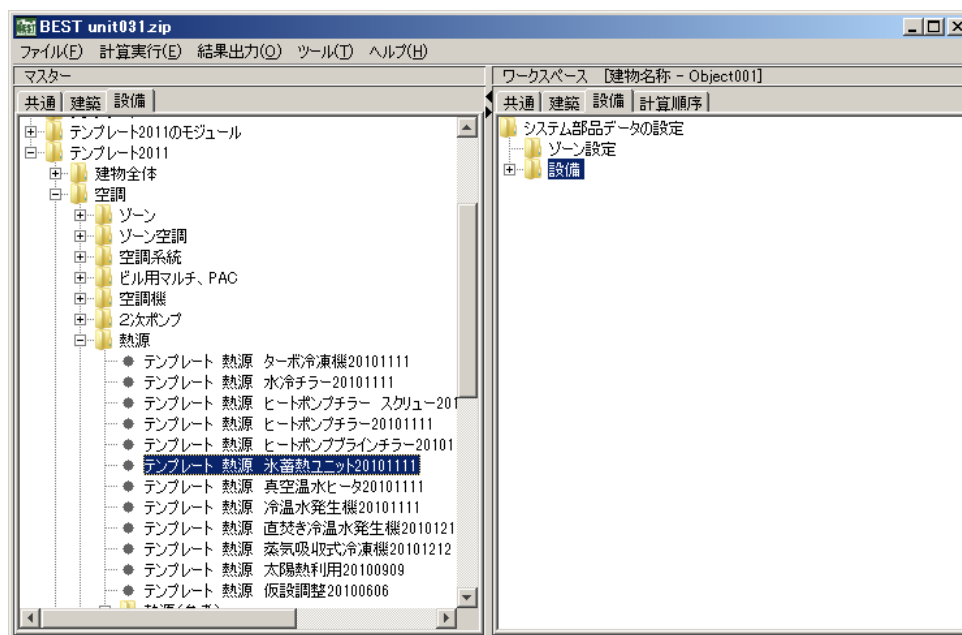 BEST unit031.zip
ファイル(F) 計算実行(E) 結果出力(O) ツール(T) ヘルプ(H)
マスター
共通 建築 設備
テンプレート2011のモジュール
テンプレート2011
建物全体
空調
ゾーン
ゾーン空調
空調系統
ビル用マルチ、PAC
空調機
2次ポンプ
熱源
テンプレート 熱源 ターボ冷凍機20101111
テンプレート 熱源 水冷チラー20101111
テンプレート 熱源 ヒートポンプチラー スクリュー201
テンプレート 熱源 ヒートポンプチラー20101111
テンプレート 熱源 ヒートポンプブラインチラー20101
テンプレート 熱源 氷蓄熱ユニット20101111
テンプレート 熱源 真空温水ヒータ20101111
テンプレート 熱源 冷温水発生機20101111
テンプレート 熱源 直焚き冷温水発生機2010121
テンプレート 熱源 蒸気吸収式冷凍機20101212
テンプレート 熱源 太陽熱利用20100909
テンプレート 熱源 仮設調整20100606
ワークスペース [建物名称 - Object001]
共通 建築 設備 計算順序
システム部品データの設定
ゾーン設定
設備